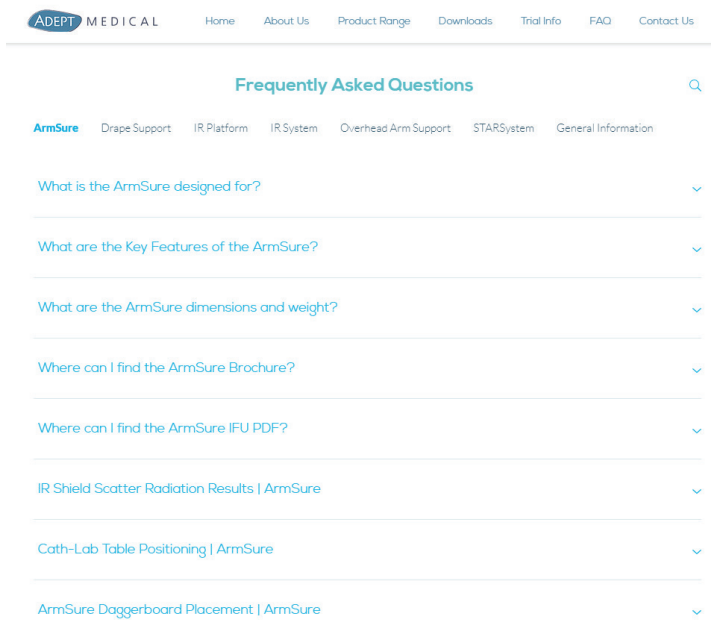 ADEPT MEDICAL
Home About Us Product Range Downloads Trial Info FAQ Contact Us
Frequently Asked Questions
ArmSure Drape Support IR Platform IR System Overhead Arm Support STARSystem General Information
What is the ArmSure designed for?
What are the Key Features of the ArmSure?
What are the ArmSure dimensions and weight?
Where can I find the ArmSure Brochure?
Where can I find the ArmSure IFU PDF?
IR Shield Scatter Radiation Results | ArmSure
Cath-Lab Table Positioning | ArmSure
ArmSure Daggerboard Placement | ArmSure